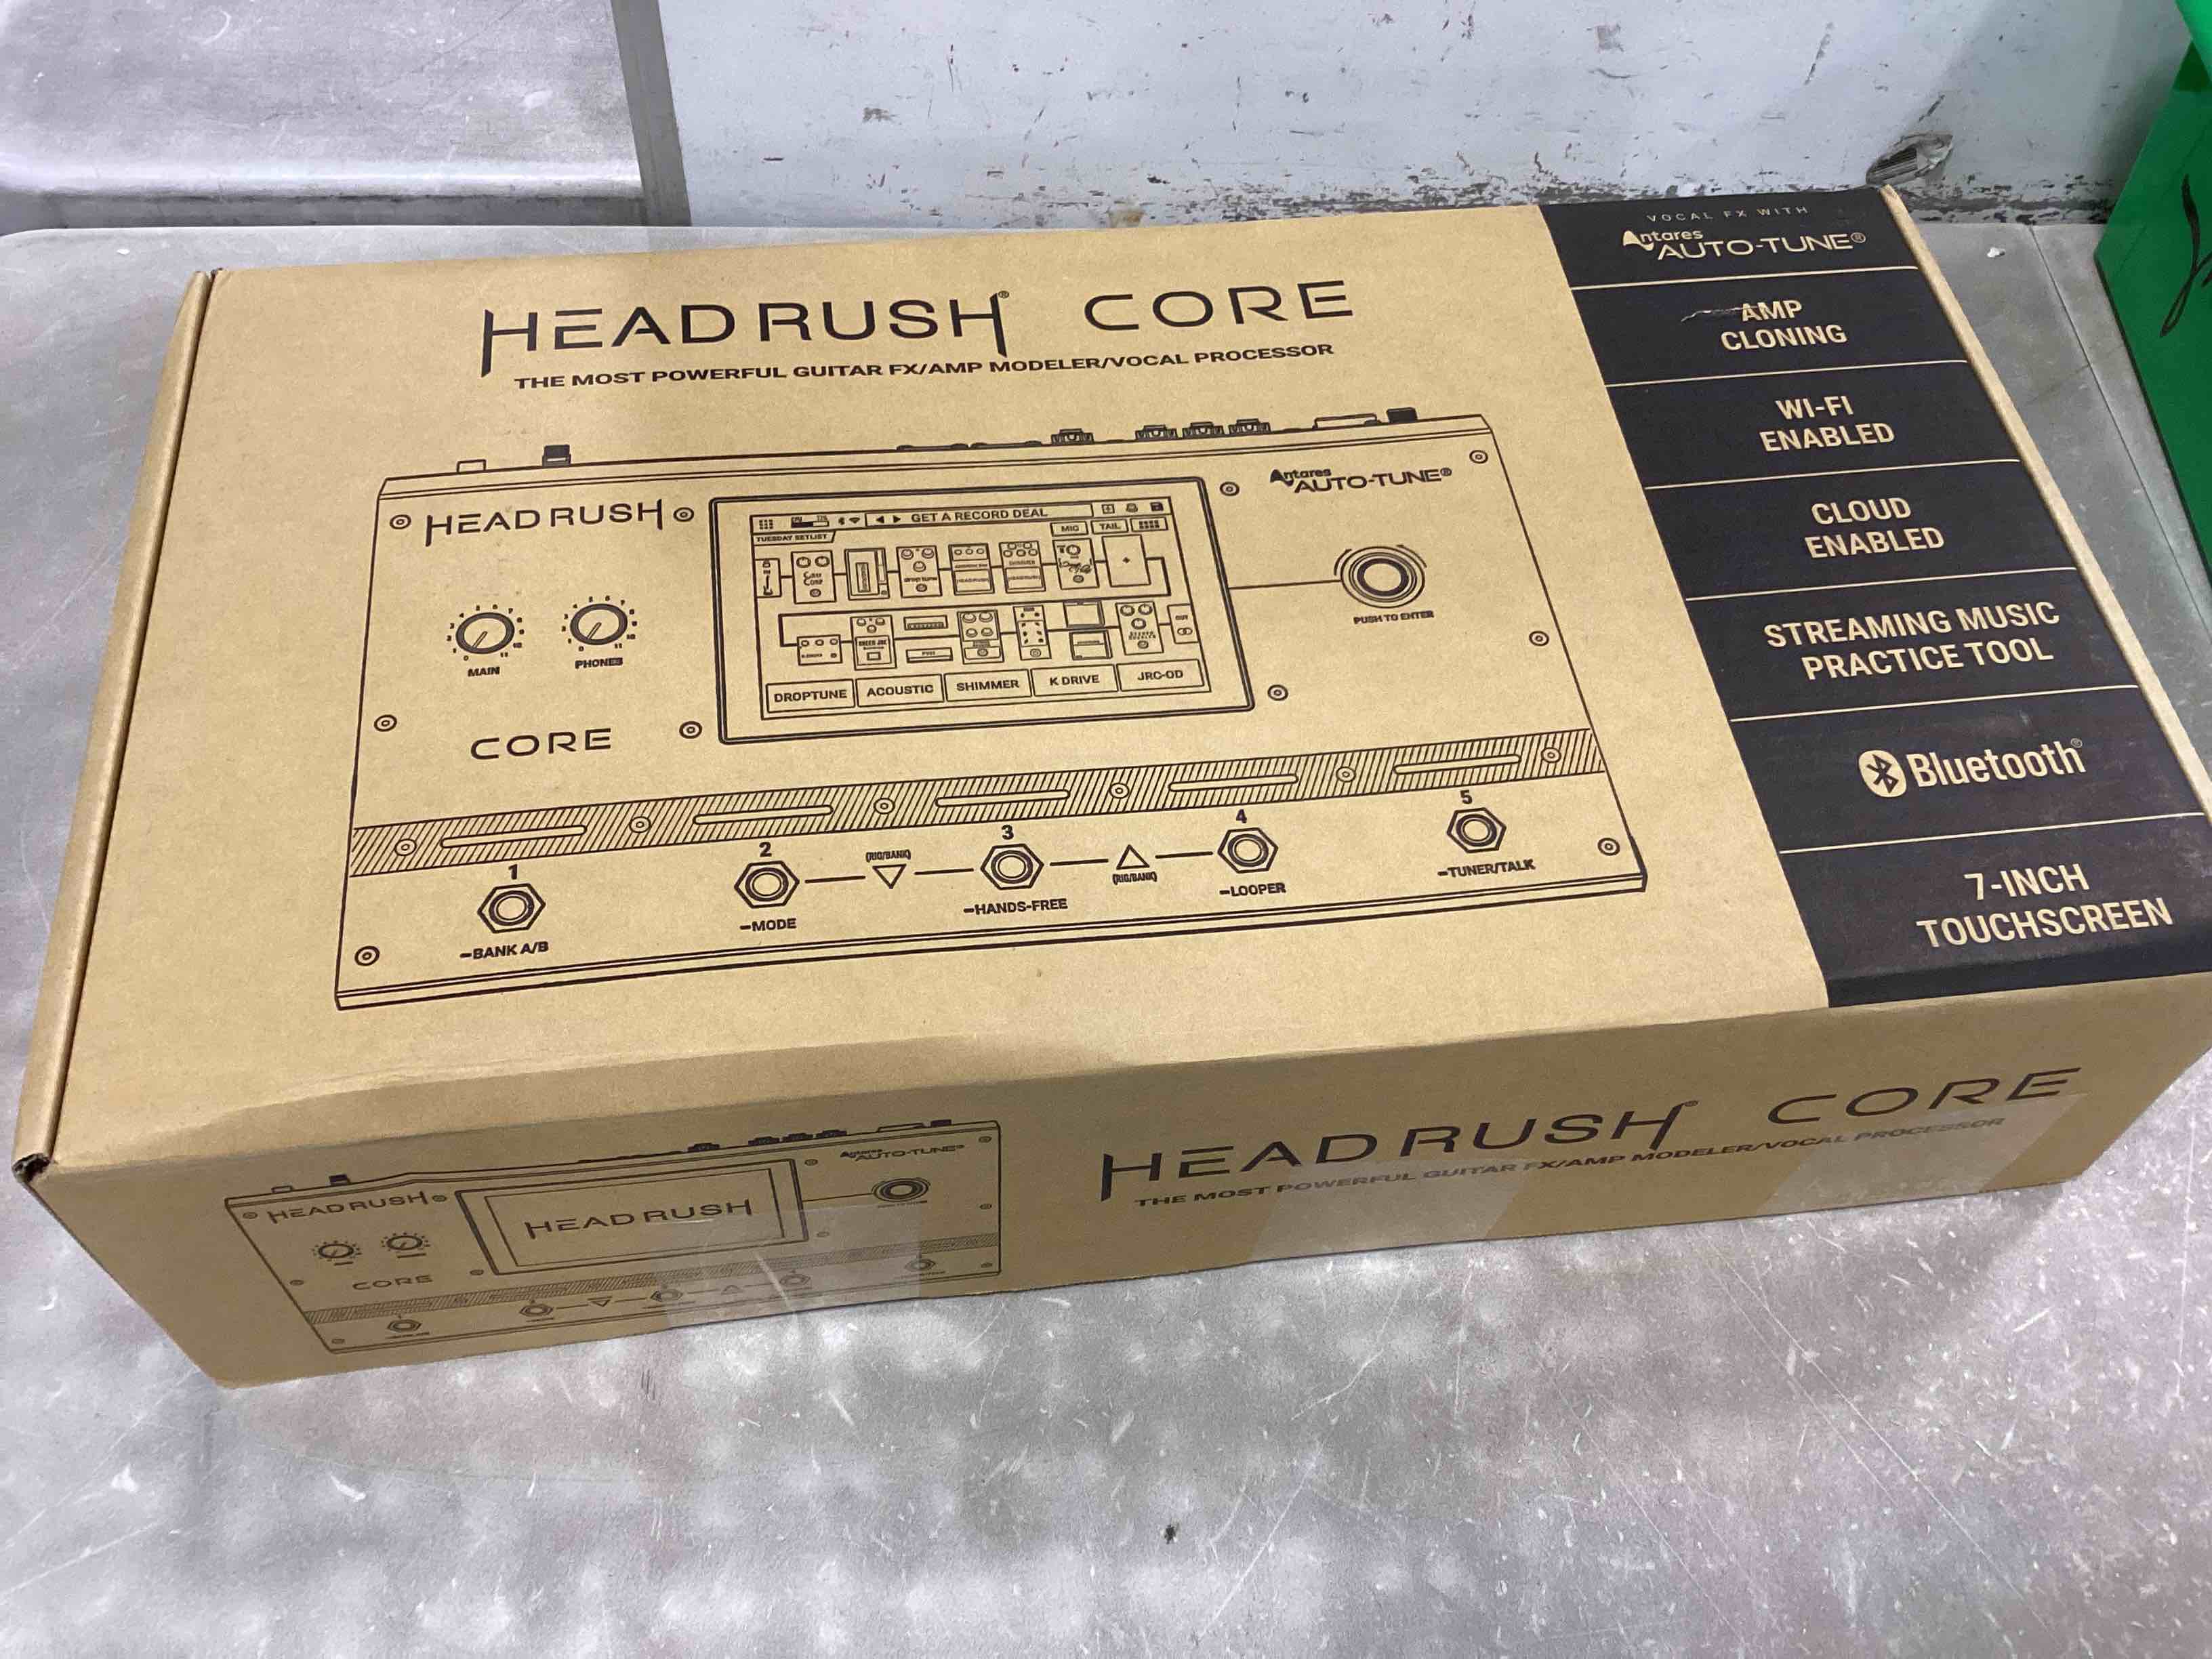 HEADRUSH® CORE
THE MOST POWERFUL GUITAR FX/AMP MODELER/VOCAL PROCESSOR
HEADRUSH
Antares
AUTO-TUNE®
GET A RECORD DEAL
TUESDAY SETLIST
MIC
TAIL
OUT
DROPTUNE
ACOUSTIC
SHIMMER
K DRIVE
JRC-OD
MAIN
PHONES
PUSH TO ENTER
CORE
1
2
3
4
5
(RIG/BANK)
(RIG/BANK)
–BANK A/B
–MODE
–HANDS-FREE
–LOOPER
–TUNER/TALK
VOCAL FX WITH
Antares
AUTO-TUNE®
AMP
CLONING
WI-FI
ENABLED
CLOUD
ENABLED
STREAMING MUSIC
PRACTICE TOOL
Bluetooth®
7-INCH
TOUCHSCREEN
HEADRUSH
HEADRUSH
Antares
AUTO-TUNE®
CORE
HEADRUSH® CORE
THE MOST POWERFUL GUITAR FX/AMP MODELER/VOCAL PROCESSOR